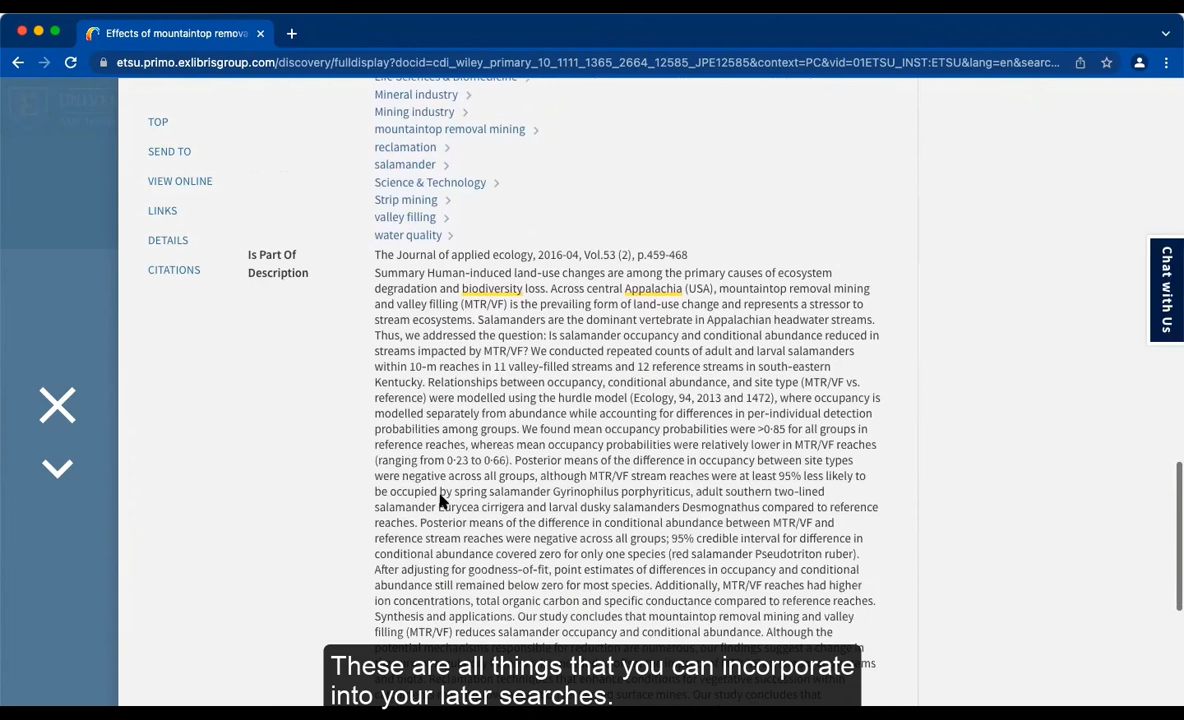 Effects of mountaintop remova
etsu.primo.exlibrisgroup.com/discovery/fulldisplay?docid=cdi_wiley_primary_10_1111_1365_2664_12585_JPE12585&context=PC&vid=01ETSU_INST:ETSU&lang=en&searc...
Life Sciences & Biomedicine
Mineral industry
Mining industry
TOP
mountaintop removal mining
reclamation
SEND TO
salamander
Science & Technology
VIEW ONLINE
Strip mining
LINKS
valley filling
water quality
DETAILS
Is Part Of
The Journal of applied ecology, 2016-04, Vol.53 (2), p.459-468
CITATIONS
Description
Summary Human-induced land-use changes are among the primary causes of ecosystem
degradation and biodiversity loss. Across central Appalachia (USA), mountaintop removal mining
and valley filling (MTR/VF) is the prevailing form of land-use change and represents a stressor to
stream ecosystems. Salamanders are the dominant vertebrate in Appalachian headwater streams.
Thus, we addressed the question: Is salamander occupancy and conditional abundance reduced in
streams impacted by MTR/VF? We conducted repeated counts of adult and larval salamanders
within 10-m reaches in 11 valley-filled streams and 12 reference streams in south-eastern
Kentucky. Relationships between occupancy, conditional abundance, and site type (MTR/VF vs.
reference) were modelled using the hurdle model (Ecology, 94, 2013 and 1472), where occupancy is
modelled separately from abundance while accounting for differences in per-individual detection
probabilities among groups. We found mean occupancy probabilities were >0·85 for all groups in
reference reaches, whereas mean occupancy probabilities were relatively lower in MTR/VF reaches
(ranging from 0·23 to 0·66). Posterior means of the difference in occupancy between site types
were negative across all groups, although MTR/VF stream reaches were at least 95% less likely to
be occupied by spring salamander Gyrinophilus porphyriticus, adult southern two-lined
salamander Eurycea cirrigera and larval dusky salamanders Desmognathus compared to reference
reaches. Posterior means of the difference in conditional abundance between MTR/VF and
reference stream reaches were negative across all groups; 95% credible interval for difference in
conditional abundance covered zero for only one species (red salamander Pseudotriton ruber).
After adjusting for goodness-of-fit, point estimates of differences in occupancy and conditional
abundance still remained below zero for most species. Additionally, MTR/VF reaches had higher
ion concentrations, total organic carbon and specific conductance compared to reference reaches.
Synthesis and applications. Our study concludes that mountaintop removal mining and valley
filling (MTR/VF) reduces salamander occupancy and conditional abundance. Although the
Chat with Us
These are all things that you can incorporate
into your later searches.